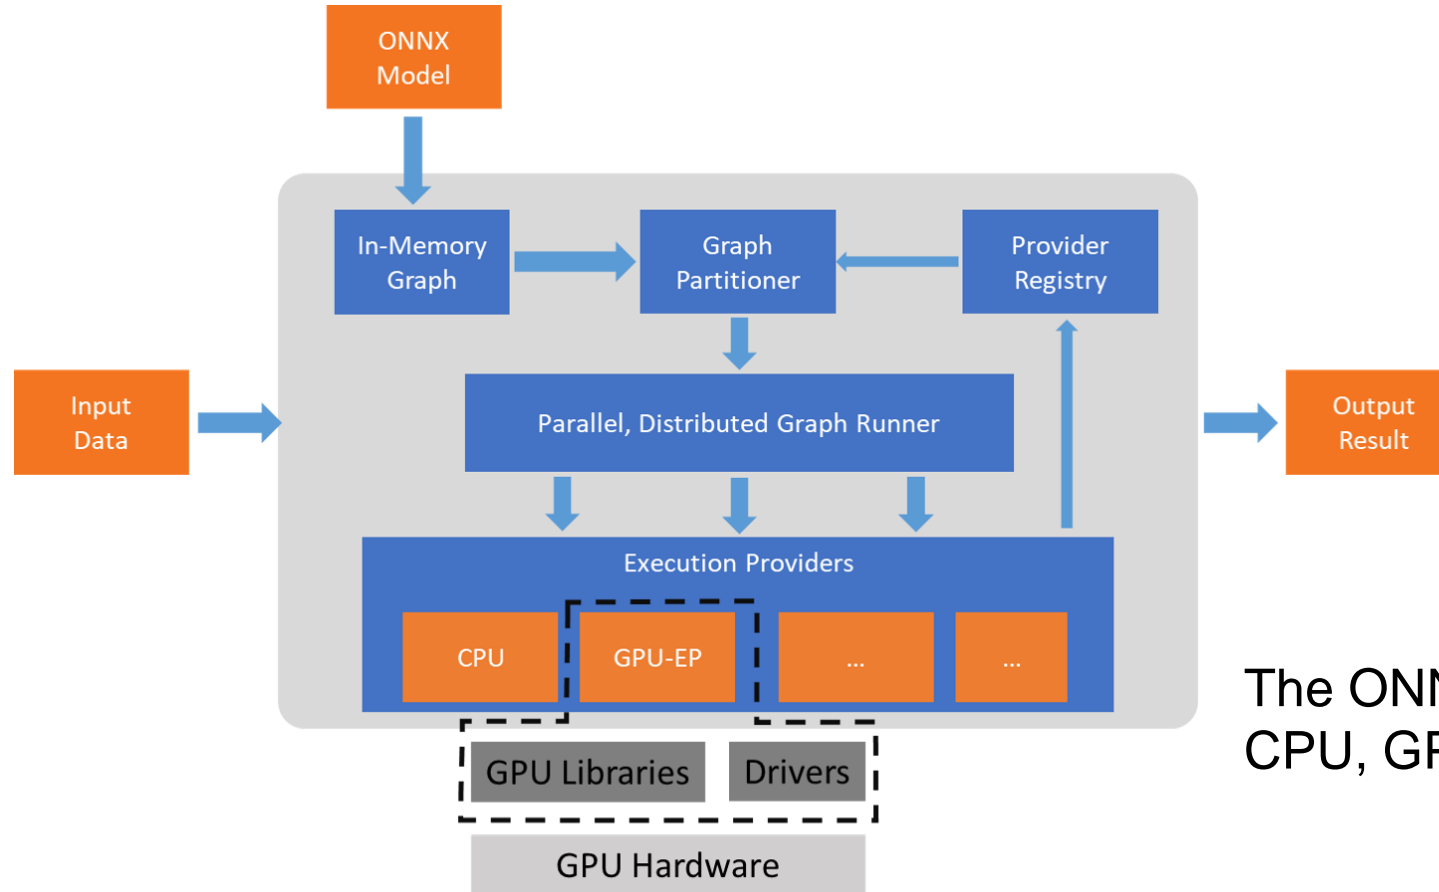 ONNX
Model
In-Memory
Graph
Graph
Partitioner
Provider
Registry
Input
Data
Parallel, Distributed Graph Runner
Output
Result
Execution Providers
CPU
GPU-EP
...
...
The
CPU,
GPU Libraries
Drivers
GPU Hardware